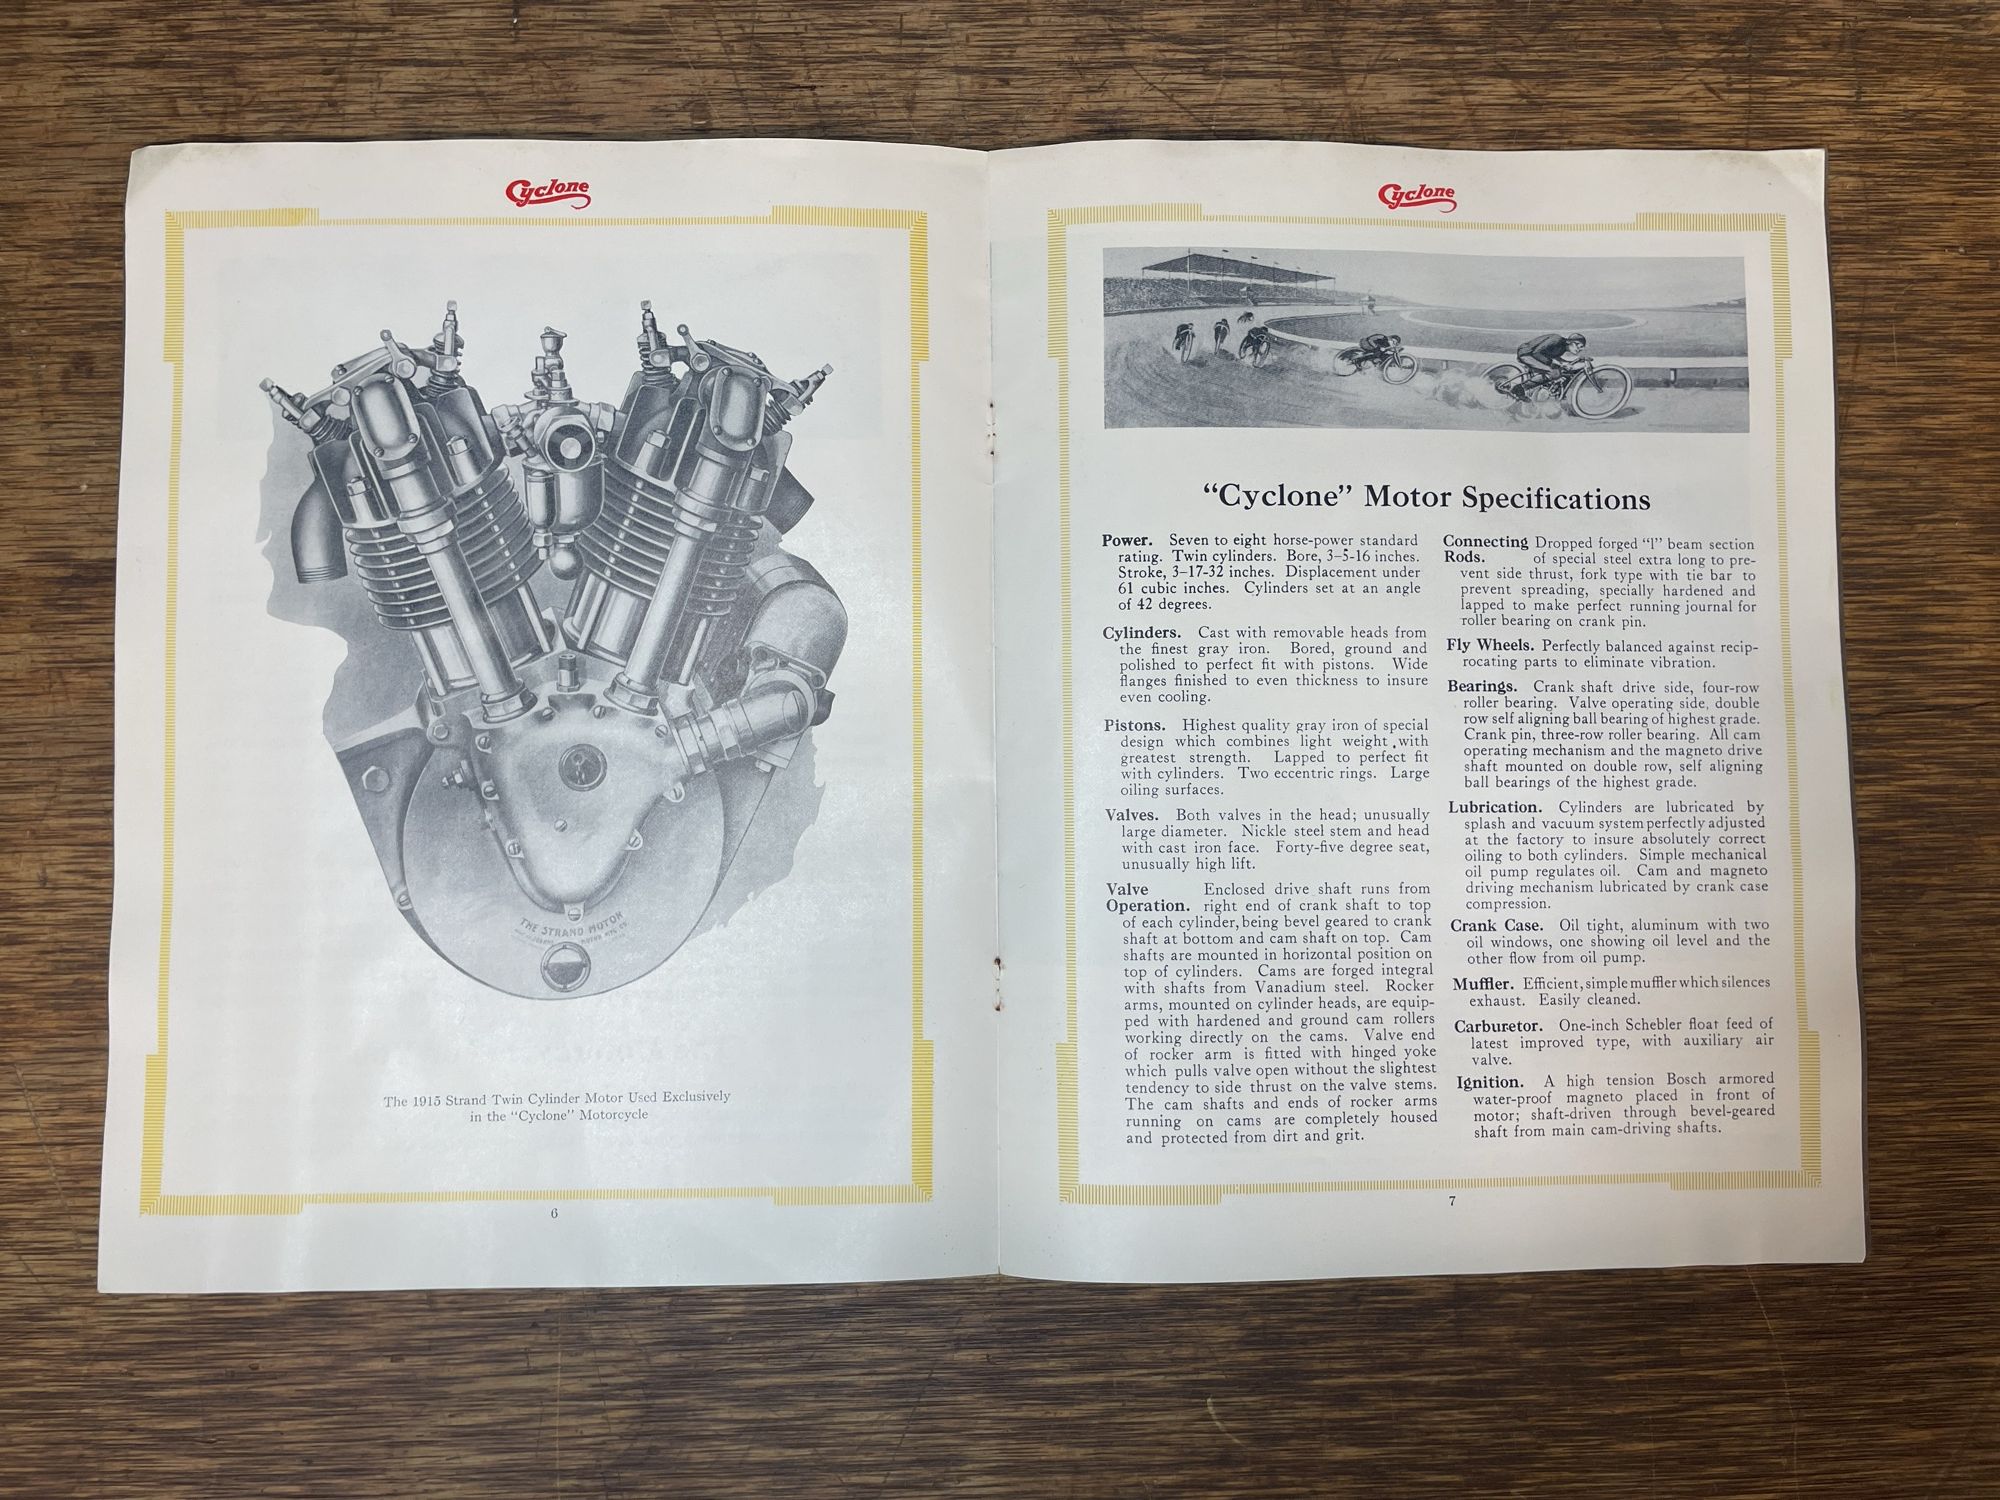 Cyclone
THE STRAND MOTOR
The 1915 Strand Twin Cylinder Motor Used Exclusively
in the “Cyclone” Motorcycle
6
Cyclone
“Cyclone” Motor Specifications
Power. Seven to eight horse-power standard
rating. Twin cylinders. Bore, 3–5-16 inches.
Stroke, 3–17-32 inches. Displacement under
61 cubic inches. Cylinders set at an angle
of 42 degrees.
Cylinders. Cast with removable heads from
the finest gray iron. Bored, ground and
polished to perfect fit with pistons. Wide
flanges finished to even thickness to insure
even cooling.
Pistons. Highest quality gray iron of special
design which combines light weight with
greatest strength. Lapped to perfect fit
with cylinders. Two eccentric rings. Large
oiling surfaces.
Valves. Both valves in the head; unusually
large diameter. Nickle steel stem and head
with cast iron face. Forty-five degree seat,
unusually high lift.
Valve Enclosed drive shaft runs from
Operation. right end of crank shaft to top
of each cylinder, being bevel geared to crank
shaft at bottom and cam shaft on top. Cam
shafts are mounted in horizontal position on
top of cylinders. Cams are forged integral
with shafts from Vanadium steel. Rocker
arms, mounted on cylinder heads, are equip-
ped with hardened and ground cam rollers
working directly on the cams. Valve end
of rocker arm is fitted with hinged yoke
which pulls valve open without the slightest
tendency to side thrust on the valve stems.
The cam shafts and ends of rocker arms
running on cams are completely housed
and protected from dirt and grit.
Connecting Dropped forged “I” beam section
Rods. of special steel extra long to pre-
vent side thrust, fork type with tie bar to
prevent spreading, specially hardened and
lapped to make perfect running journal for
roller bearing on crank pin.
Fly Wheels. Perfectly balanced against recip-
rocating parts to eliminate vibration.
Bearings. Crank shaft drive side, four-row
roller bearing. Valve operating side, double
row self aligning ball bearing of highest grade.
Crank pin, three-row roller bearing. All cam
operating mechanism and the magneto drive
shaft mounted on double row, self aligning
ball bearings of the highest grade.
Lubrication. Cylinders are lubricated by
splash and vacuum system perfectly adjusted
at the factory to insure absolutely correct
oiling to both cylinders. Simple mechanical
oil pump regulates oil. Cam and magneto
driving mechanism lubricated by crank case
compression.
Crank Case. Oil tight, aluminum with two
oil windows, one showing oil level and the
other flow from oil pump.
Muffler. Efficient, simple muffler which silences
exhaust. Easily cleaned.
Carburetor. One-inch Schebler float feed of
latest improved type, with auxiliary air
valve.
Ignition. A high tension Bosch armored
water-proof magneto placed in front of
motor; shaft-driven through bevel-geared
shaft from main cam-driving shafts.
7